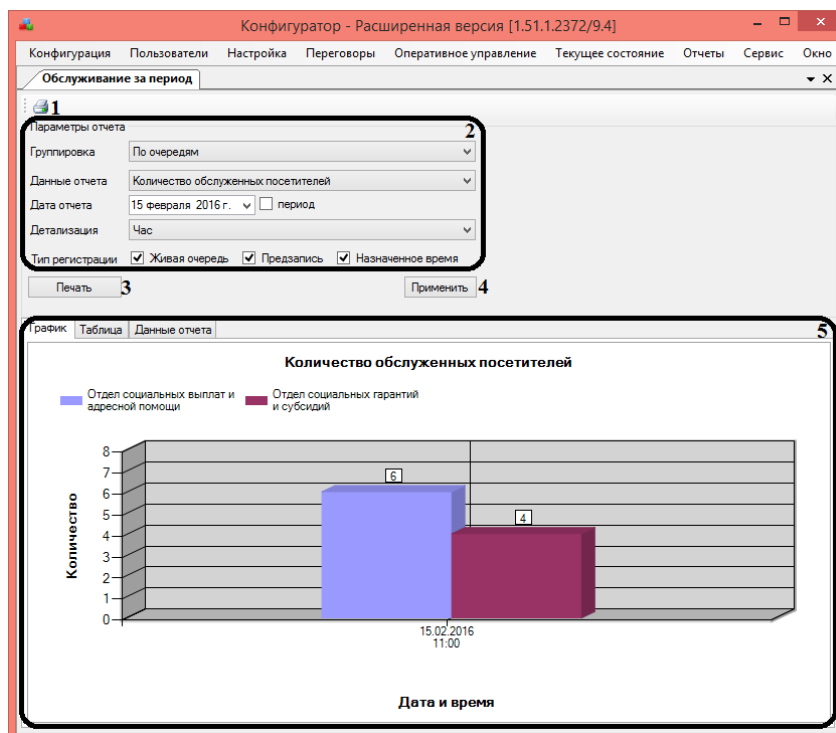 Конфигуратор - Расширенная версия [1.51.1.2372/9.4]
Конфигурация Пользователи Настройка Переговоры Оперативное управление Текущее состояние Отчеты Сервис Окно
Обслуживание за период
1
Параметры отчета 2
Группировка По очередям
Данные отчета Количество обслуженных посетителей
Дата отчета 15 февраля 2016 г. период
Детализация Час
Тип регистрации Живая очередь Предзапись Назначенное время
Печать 3 Применить 4
График Таблица Данные отчета 5
Количество обслуженных посетителей
Отдел социальных выплат и
адресной помощи
Отдел социальных гарантий
и субсидий
8
7
6
5
4
3
2
1
0
Количество
6
4
15.02.2016
11:00
Дата и время